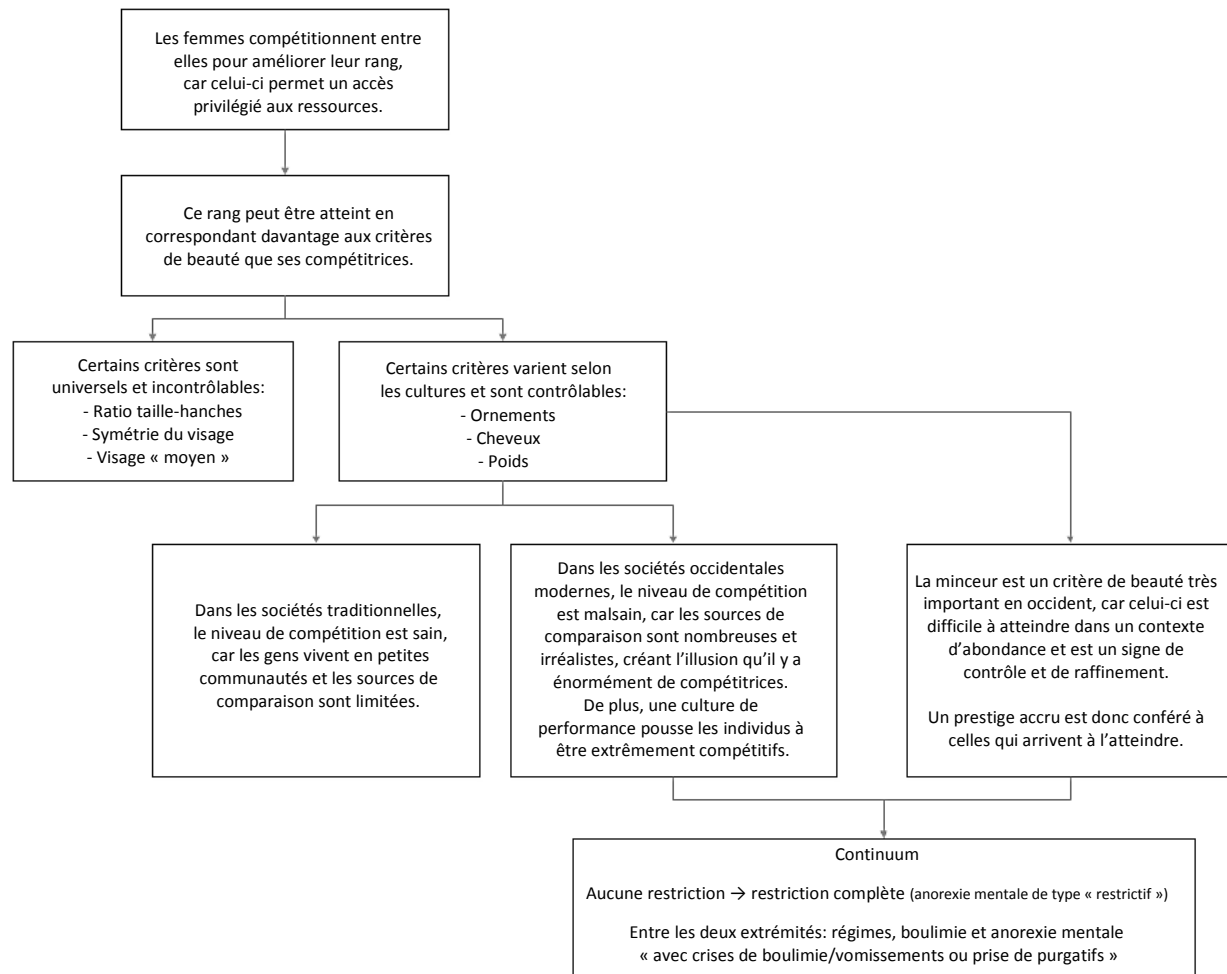 Les femmes compétitionnent entre
elles pour améliorer leur rang,
car celui-ci permet un accès
privilégié aux ressources.
Ce rang peut être atteint en
correspondant davantage aux critères
de beauté que ses compétitrices.
Certains critères sont
universels et incontrôlables:
- Ratio taille-hanches
- Symétrie du visage
- Visage « moyen »
Certains critères varient selon
les cultures et sont contrôlables:
- Ornements
- Cheveux
- Poids
Dans les sociétés traditionnelles,
le niveau de compétition est sain,
car les gens vivent en petites
communautés et les sources de
comparaison sont limitées.
Dans les sociétés occidentales
modernes, le niveau de compétition
est malsain, car les sources de
comparaison sont nombreuses et
irréalistes, créant l’illusion qu’il y a
énormément de compétitrices.
De plus, une culture de
performance pousse les individus à
être extrêmement compétitifs.
La minceur est un critère de beauté très
important en occident, car celui-ci est
difficile à atteindre dans un contexte
d’abondance et est un signe de
contrôle et de raffinement.
Un prestige accru est donc conféré à
celles qui arrivent à l’atteindre.
Continuum
Aucune restriction → restriction complète (anorexie mentale de type « restrictif »)
Entre les deux extrémités: régimes, boulimie et anorexie mentale
« avec crises de boulimie/vomissements ou prise de purgatifs »